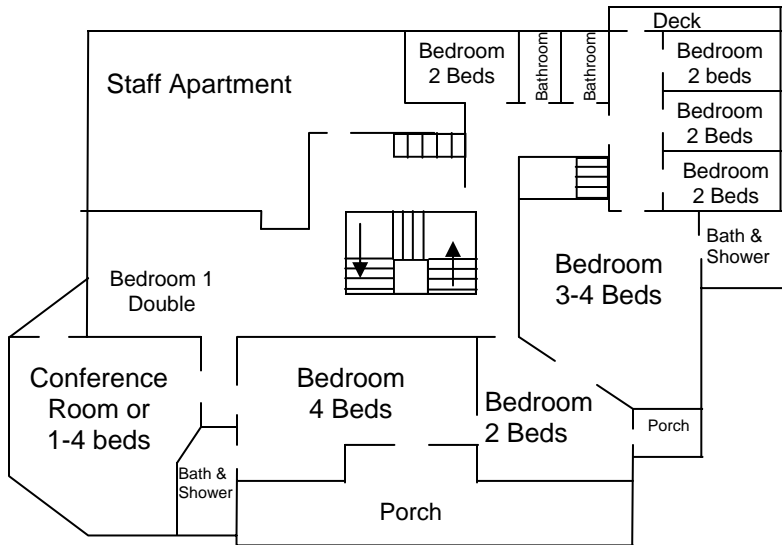 Deck
Bedroom
2 Beds
Bathroom
Bathroom
Bedroom
2 beds
Staff Apartment
Bedroom
2 Beds
Bedroom
2 Beds
Bath &
Shower
Bedroom 1
Double
Bedroom
3-4 Beds
Conference
Room or
1-4 beds
Bedroom
4 Beds
Bedroom
2 Beds
Porch
Bath &
Shower
Porch